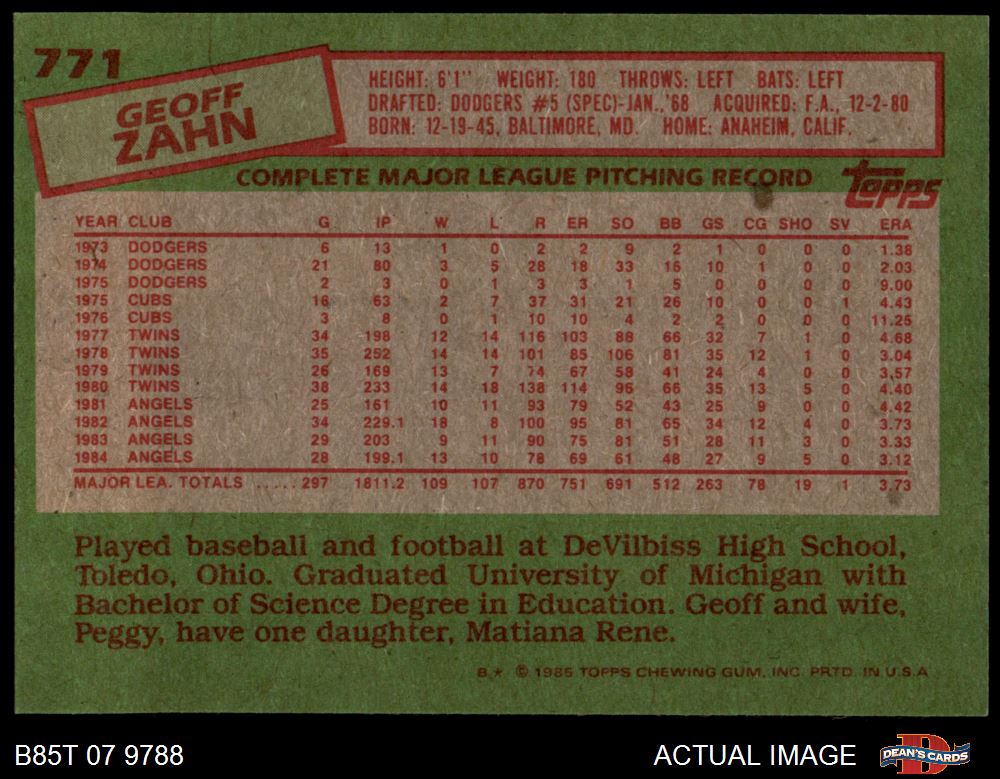 771
GEOFF
ZAHN
HEIGHT: 6'1" WEIGHT: 180 THROWS: LEFT BATS: LEFT
DRAFTED: DODGERS #5 (SPEC)-JAN., '68 ACQUIRED: F.A., 12-2-80
BORN: 12-19-45, BALTIMORE, MD. HOME: ANAHEIM, CALIF.
COMPLETE MAJOR LEAGUE PITCHING RECORD
topps
YEAR CLUB G IP W L R ER SO BB GS CG SHO SV ERA
1973 DODGERS 6 13 1 0 2 2 9 2 1 0 0 0 1.38
1974 DODGERS 21 80 3 5 28 18 33 16 10 1 0 0 2.03
1975 DODGERS 2 3 0 1 3 3 1 5 0 0 0 0 9.00
1975 CUBS 16 63 2 7 37 31 21 26 10 0 0 1 4.43
1976 CUBS 3 8 0 1 10 10 4 2 2 0 0 0 11.25
1977 TWINS 34 198 12 14 116 103 88 66 32 7 1 0 4.68
1978 TWINS 35 252 14 14 101 85 106 81 35 12 1 0 3.04
1979 TWINS 26 169 13 7 74 67 58 41 24 4 0 0 3.57
1980 TWINS 38 233 14 18 138 114 96 66 35 13 5 0 4.40
1981 ANGELS 25 161 10 11 93 79 52 43 25 9 0 0 4.42
1982 ANGELS 34 229.1 18 8 100 95 81 65 34 12 4 0 3.73
1983 ANGELS 29 203 9 11 90 75 81 51 28 11 3 0 3.33
1984 ANGELS 28 199.1 13 10 78 69 61 48 27 9 5 0 3.12
MAJOR LEA. TOTALS ..... 297 1811.2 109 107 870 751 691 512 263 78 19 1 3.73
Played baseball and football at DeVilbiss High School,
Toledo, Ohio. Graduated University of Michigan with
Bachelor of Science Degree in Education. Geoff and wife,
Peggy, have one daughter, Matiana Rene.
B.* © 1985 TOPPS CHEWING GUM, INC. PRTD. IN U.S.A
B85T 07 9788
ACTUAL IMAGE
DEAN'S CARDS